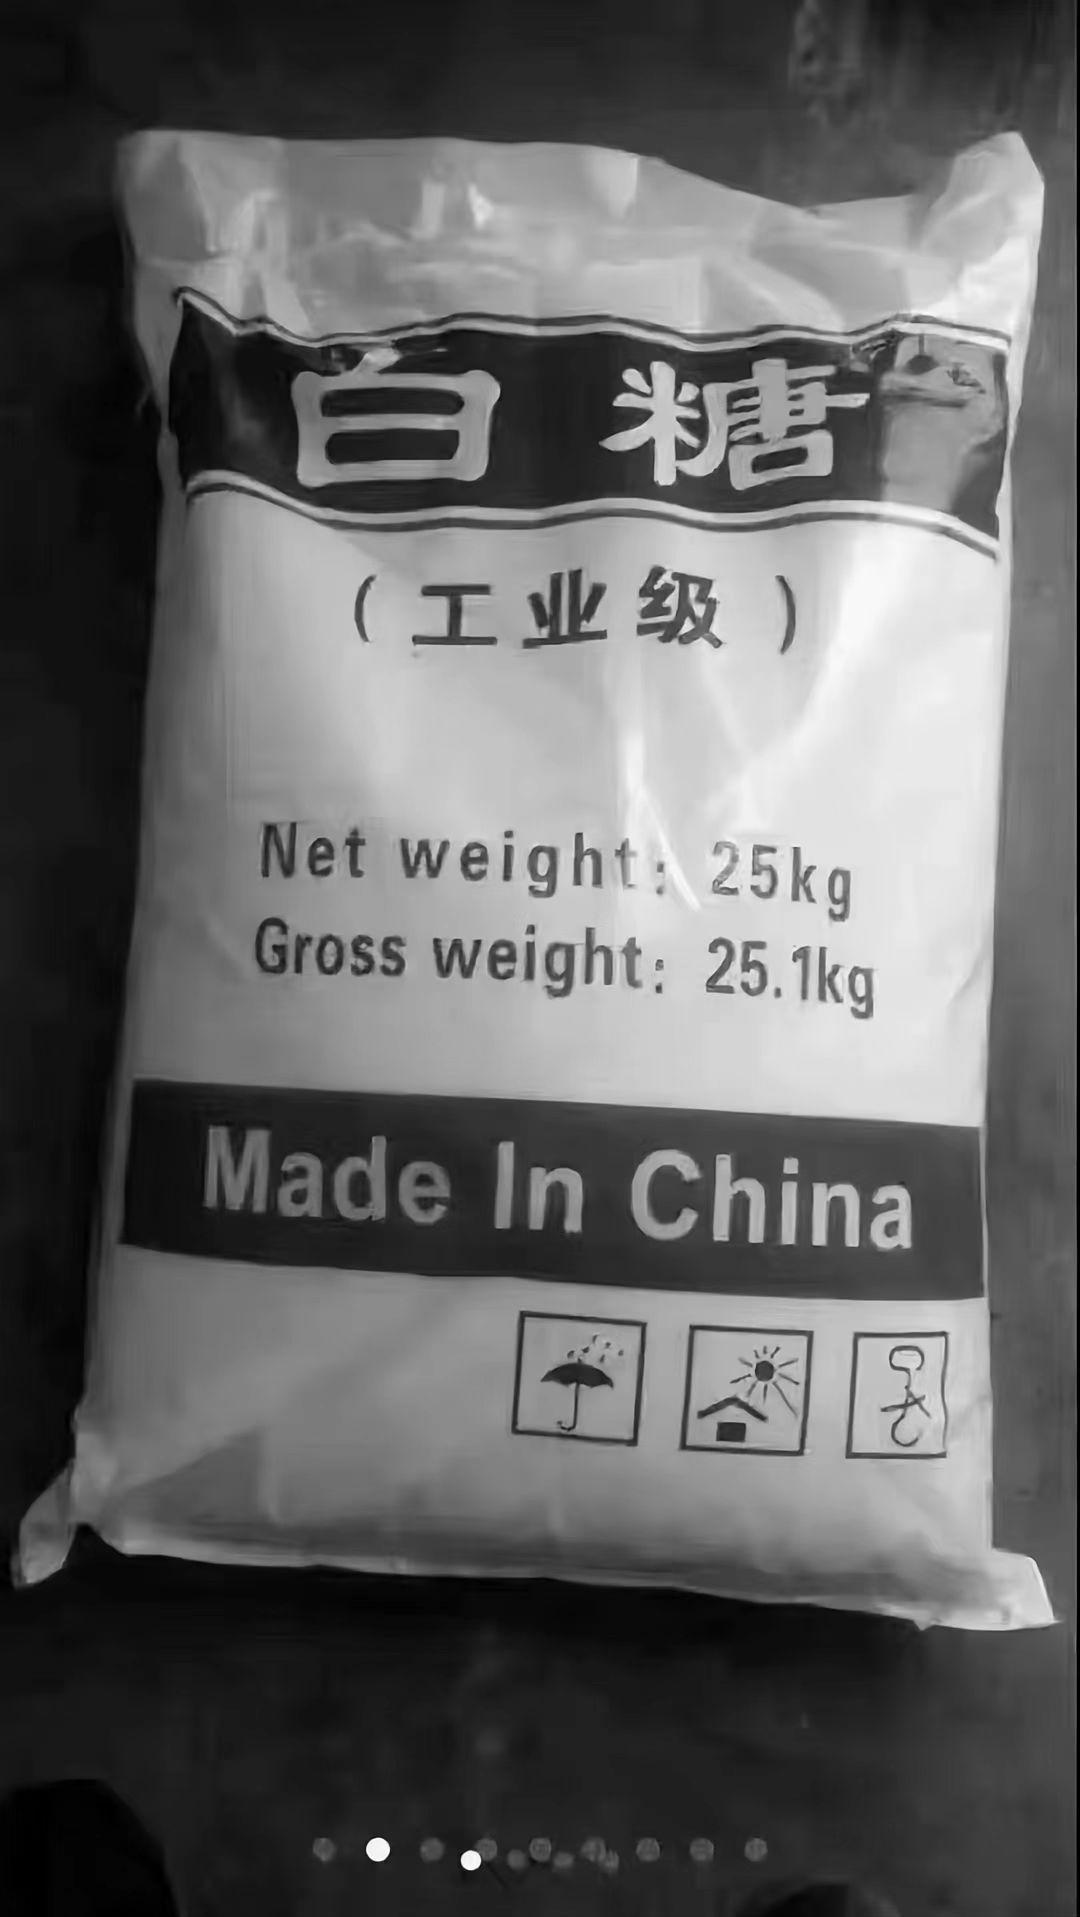 白糖
（工业级）
Net weight: 25kg
Gross weight: 25.1kg
Made In China